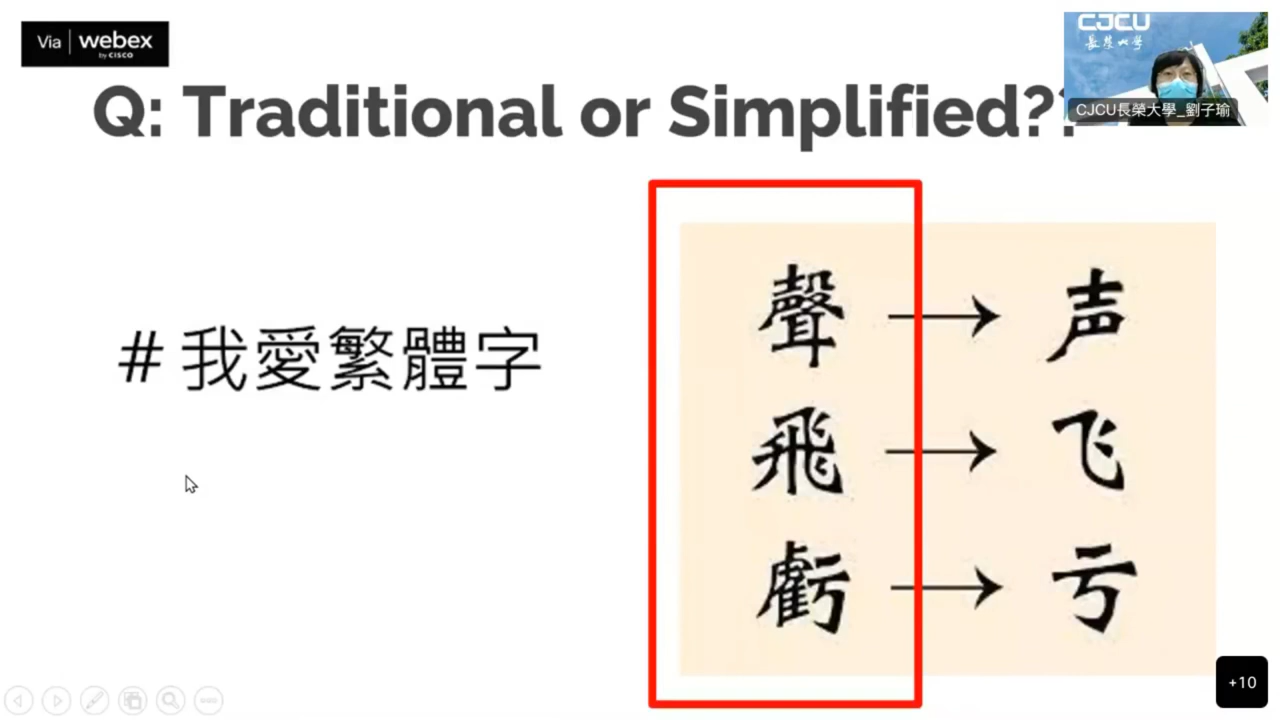 Via webex
by CISCO
CJCU
長榮大學
CJCU長榮大學_劉子瑜
Q: Traditional or Simplified??
#我愛繁體字
聲 → 声
飛 → 飞
虧 → 亏
+10